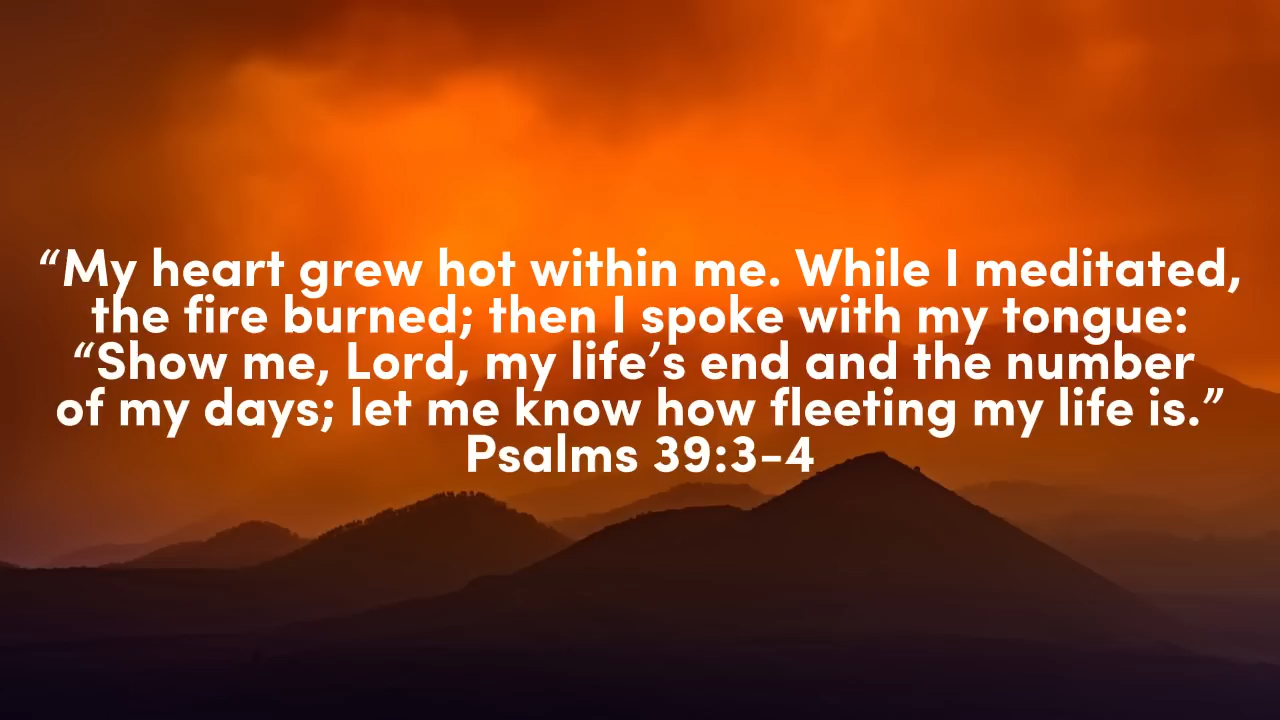 “My heart grew hot within me. While I meditated,
the fire burned; then I spoke with my tongue:
“Show me, Lord, my life’s end and the number
of my days; let me know how fleeting my life is.”
Psalms 39:3-4